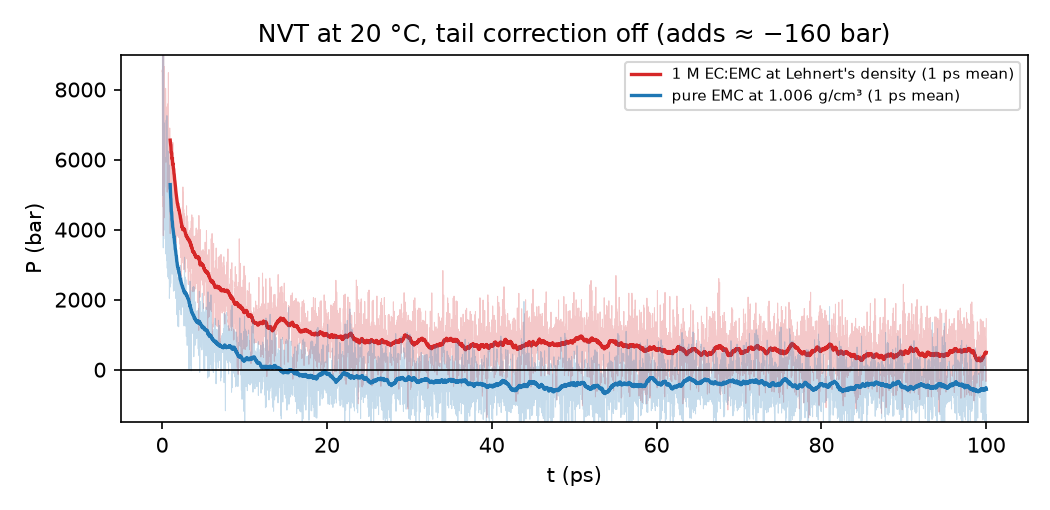 NVT at 20 °C, tail correction off (adds ≈ −160 bar)
1 M EC:EMC at Lehnert's density (1 ps mean)
pure EMC at 1.006 g/cm³ (1 ps mean)
P (bar)
8000
6000
4000
2000
0
0
20
40
60
80
100
t (ps)